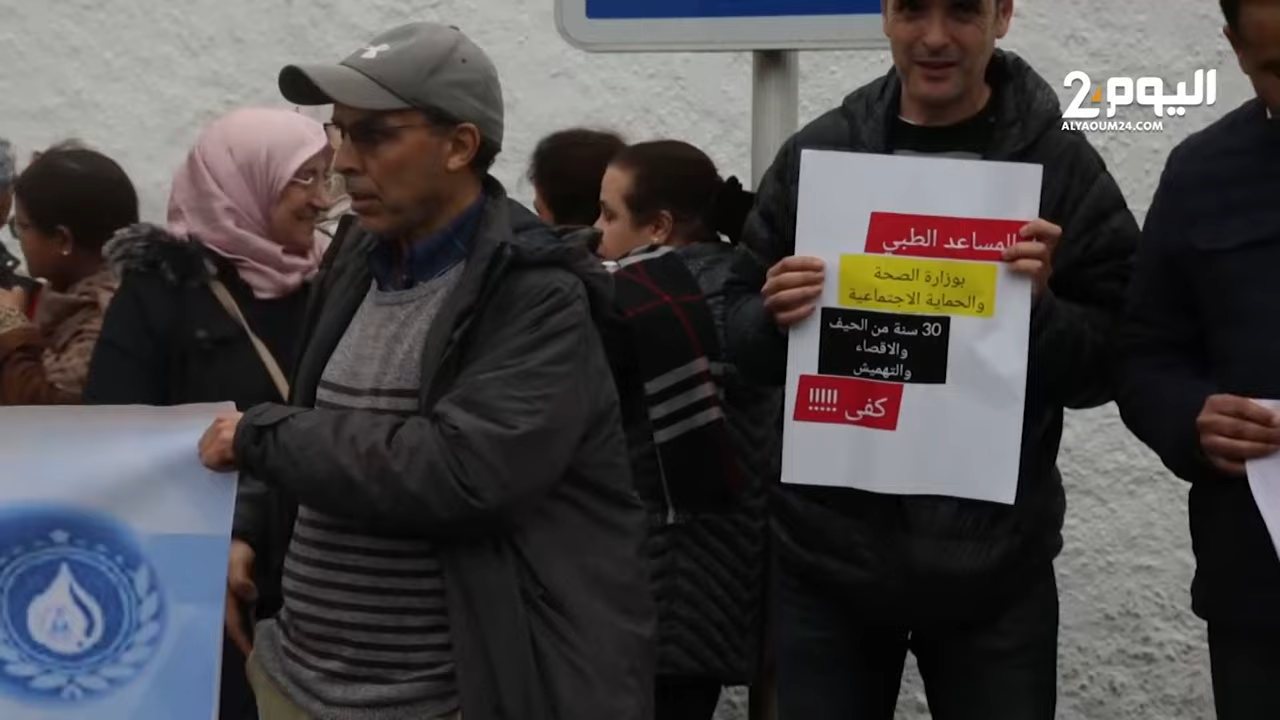 اليوم 24
ALYAOUM24.COM
المساعد الطبي
بوزارة الصحة
والحماية الاجتماعية
30 سنة من الحيف
والاقصاء
والتهميش
كفى !!!!!